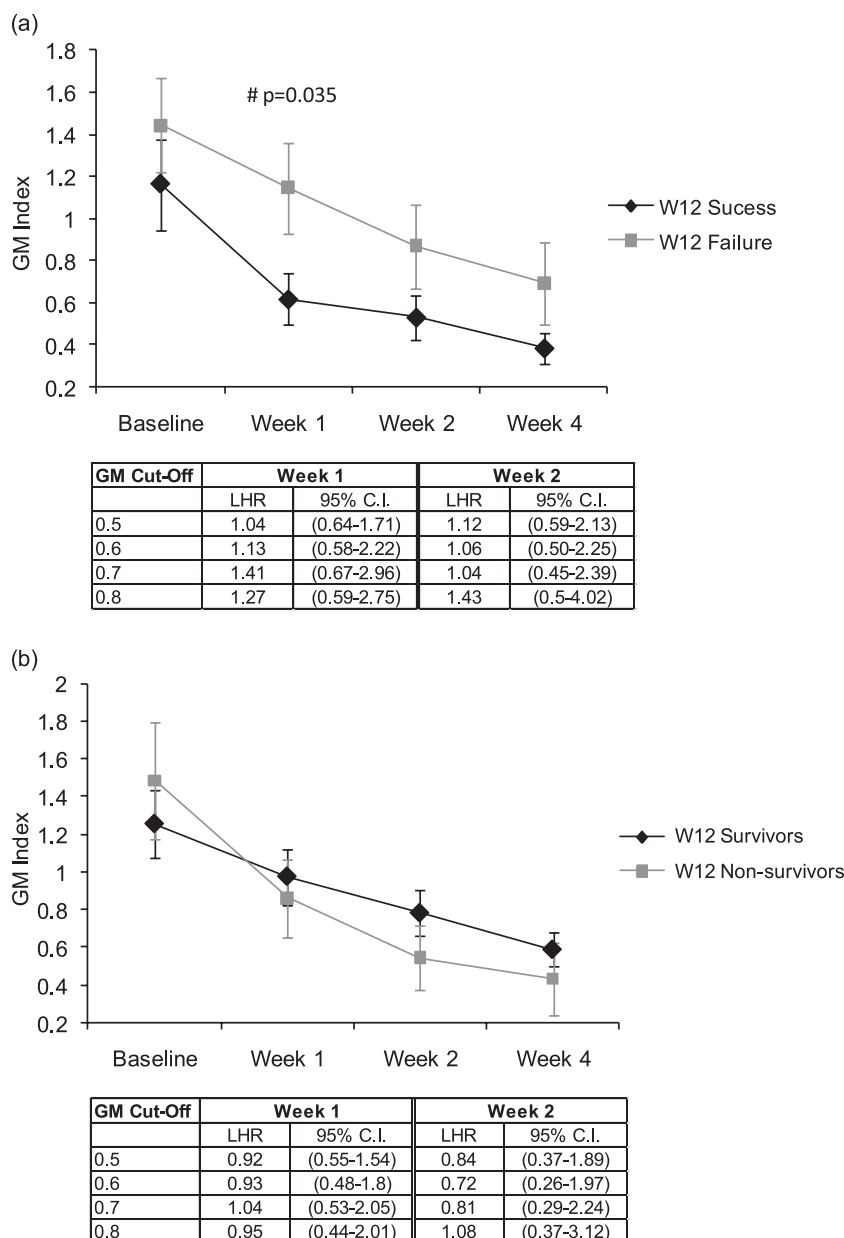 (a)
1.8
1.6
1.4
1.2
1
0.8
0.6
0.4
0.2
GM Index
# p=0.035
W12 Sucess
W12 Failure
Baseline Week 1 Week 2 Week 4
GM Cut-Off Week 1 Week 2
LHR 95% C.I. LHR 95% C.I.
0.5 1.04 (0.64-1.71) 1.12 (0.59-2.13)
0.6 1.13 (0.58-2.22) 1.06 (0.50-2.25)
0.7 1.41 (0.67-2.96) 1.04 (0.45-2.39)
0.8 1.27 (0.59-2.75) 1.43 (0.5-4.02)
(b)
2
1.8
1.6
1.4
1.2
1
0.8
0.6
0.4
0.2
GM Index
W12 Survivors
W12 Non-survivors
Baseline Week 1 Week 2 Week 4
GM Cut-Off Week 1 Week 2
LHR 95% C.I. LHR 95% C.I.
0.5 0.92 (0.55-1.54) 0.84 (0.37-1.89)
0.6 0.93 (0.48-1.8) 0.72 (0.26-1.97)
0.7 1.04 (0.53-2.05) 0.81 (0.29-2.24)
0.8 0.95 (0.44-2.01) 1.08 (0.37-3.12)